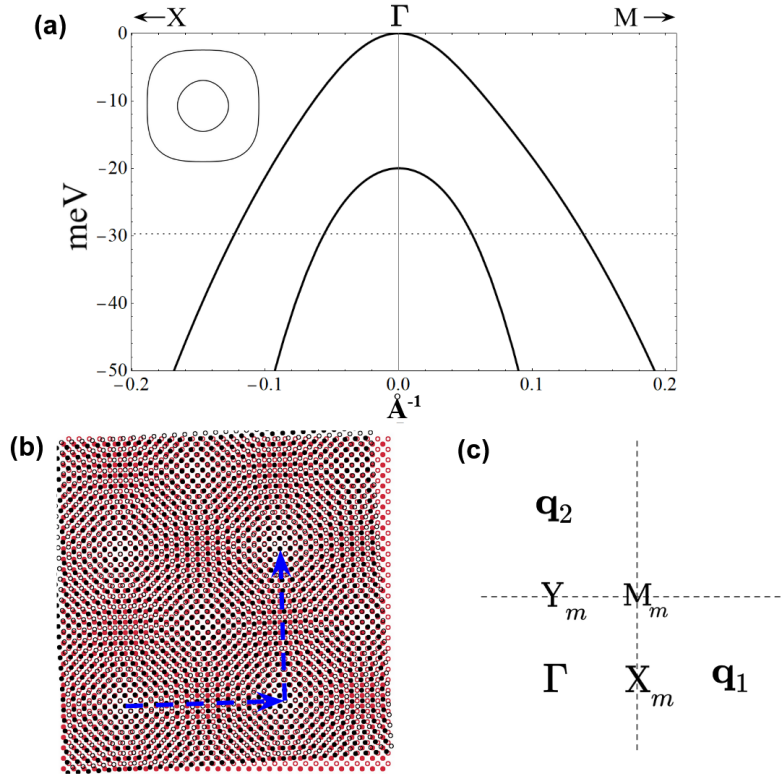 (a)
← X Γ M →
meV
0
−10
−20
−30
−40
−50
−0.2 −0.1 0.0 0.1 0.2
Å⁻¹
(b)
(c)
q₂
Yₘ Mₘ
Γ Xₘ q₁